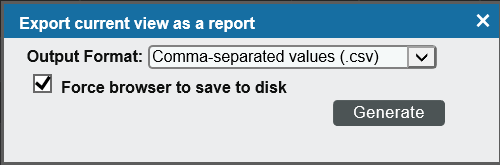 Export current view as a report
Output Format: Comma-separated values (.csv)
Force browser to save to disk
Generate